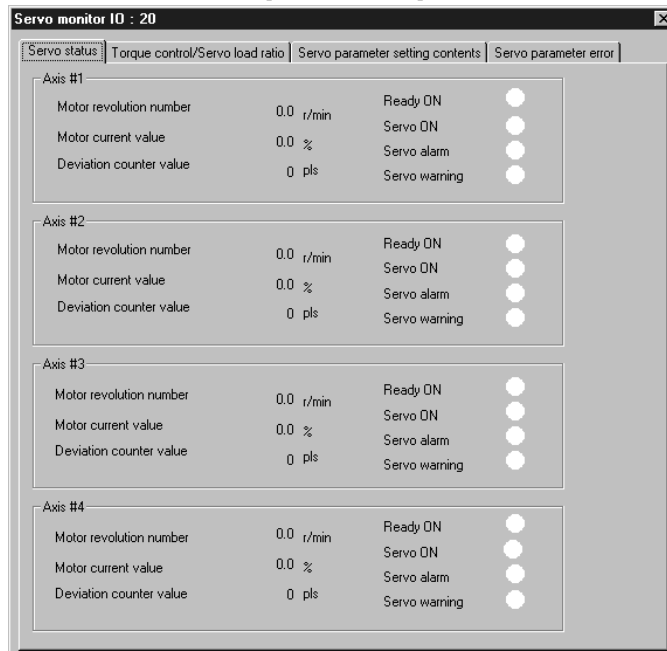 Servo monitor IO : 20
Servo status Torque control/Servo load ratio Servo parameter setting contents Servo parameter error
Axis #1
Motor revolution number 0.0 r/min Ready ON
Servo ON
Motor current value 0.0 % Servo alarm
Deviation counter value 0 pls Servo warning
Axis #2
Motor revolution number 0.0 r/min Ready ON
Servo ON
Motor current value 0.0 % Servo alarm
Deviation counter value 0 pls Servo warning
Axis #3
Motor revolution number 0.0 r/min Ready ON
Servo ON
Motor current value 0.0 % Servo alarm
Deviation counter value 0 pls Servo warning
Axis #4
Motor revolution number 0.0 r/min Ready ON
Servo ON
Motor current value 0.0 % Servo alarm
Deviation counter value 0 pls Servo warning